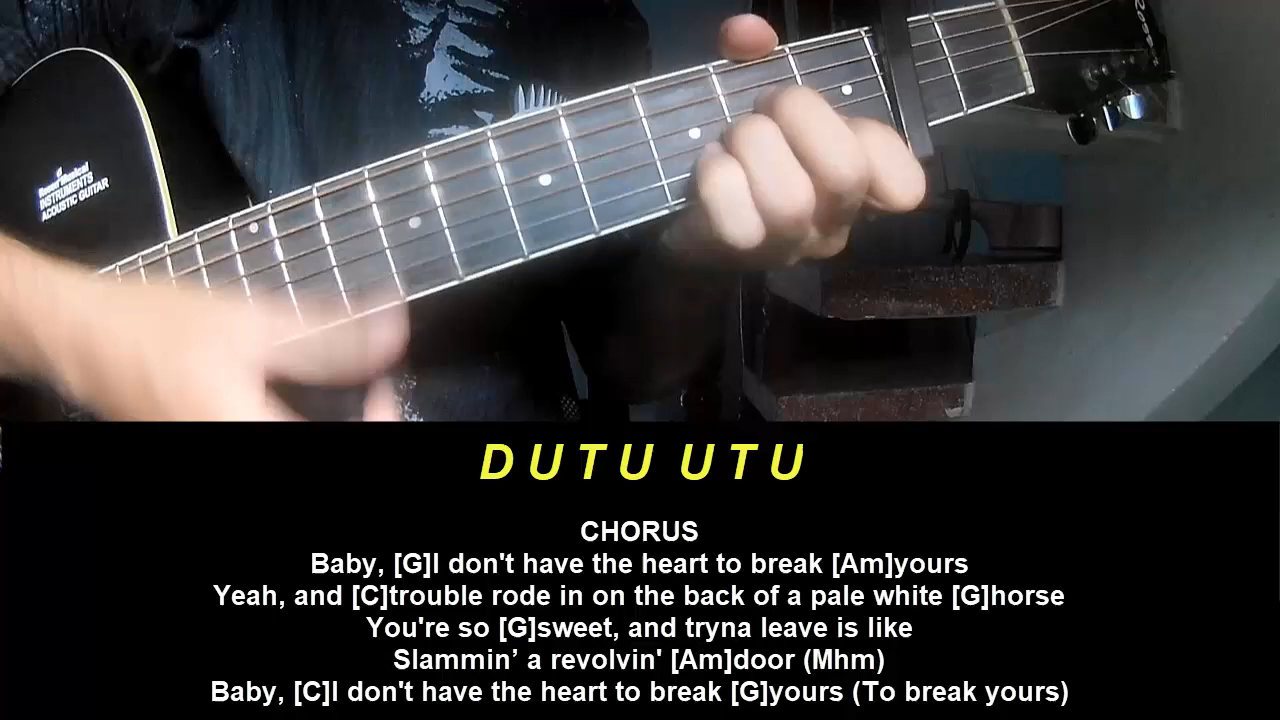 INSTRUMENTS
ACOUSTIC GUITAR
D U T U U T U
CHORUS
Baby, [G]I don't have the heart to break [Am]yours
Yeah, and [C]trouble rode in on the back of a pale white [G]horse
You're so [G]sweet, and tryna leave is like
Slammin’ a revolvin' [Am]door (Mhm)
Baby, [C]I don't have the heart to break [G]yours (To break yours)